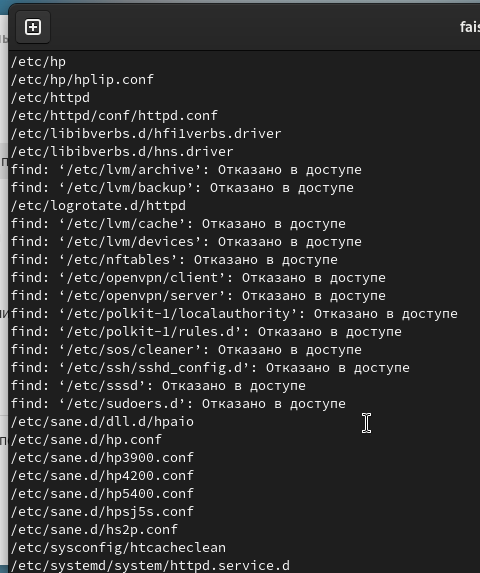 fais
/etc/hp
/etc/hp/hplip.conf
/etc/httpd
/etc/httpd/conf/httpd.conf
/etc/libibverbs.d/hfi1verbs.driver
/etc/libibverbs.d/hns.driver
find: ‘/etc/lvm/archive’: Отказано в доступе
find: ‘/etc/lvm/backup’: Отказано в доступе
/etc/logrotate.d/httpd
find: ‘/etc/lvm/cache’: Отказано в доступе
find: ‘/etc/lvm/devices’: Отказано в доступе
find: ‘/etc/nftables’: Отказано в доступе
find: ‘/etc/openvpn/client’: Отказано в доступе
find: ‘/etc/openvpn/server’: Отказано в доступе
find: ‘/etc/polkit-1/localauthority’: Отказано в доступе
find: ‘/etc/polkit-1/rules.d’: Отказано в доступе
find: ‘/etc/sos/cleaner’: Отказано в доступе
find: ‘/etc/ssh/sshd_config.d’: Отказано в доступе
find: ‘/etc/sssd’: Отказано в доступе
find: ‘/etc/sudoers.d’: Отказано в доступе
/etc/sane.d/dll.d/hpaio
/etc/sane.d/hp.conf
/etc/sane.d/hp3900.conf
/etc/sane.d/hp4200.conf
/etc/sane.d/hp5400.conf
/etc/sane.d/hpsj5s.conf
/etc/sane.d/hs2p.conf
/etc/sysconfig/htcacheclean
/etc/systemd/system/httpd.service.d